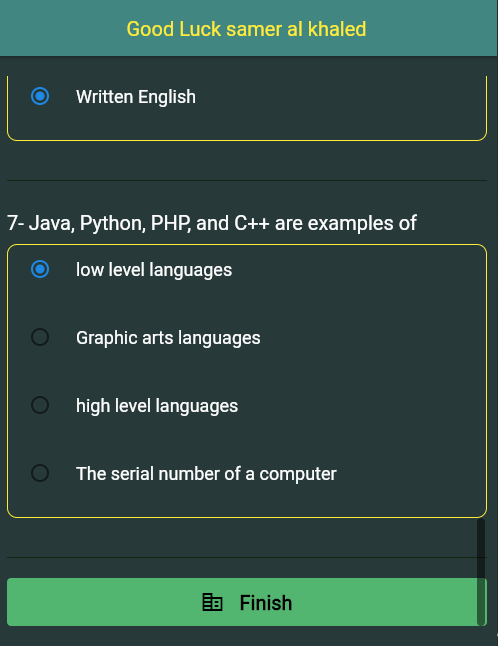 Good Luck samer al khaled
Written English
7- Java, Python, PHP, and C++ are examples of
low level languages
Graphic arts languages
high level languages
The serial number of a computer
Finish